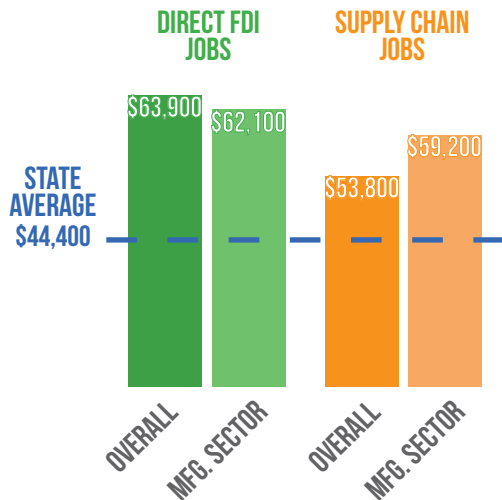 DIRECT FDI
JOBS
SUPPLY CHAIN
JOBS
$63,900
$62,100
$53,800
$59,200
STATE
AVERAGE
$44,400
OVERALL
MFG. SECTOR
OVERALL
MFG. SECTOR